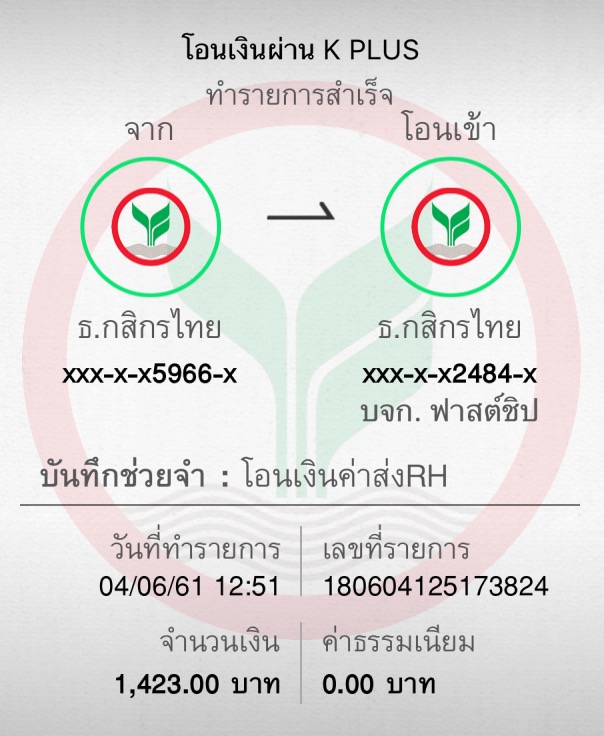 โอนเงินผ่าน K PLUS
ทำรายการสำเร็จ
จาก
โอนเข้า
ธ.กสิกรไทย
ธ.กสิกรไทย
xxx-x-x5966-x
xxx-x-x2484-x
บจก. ฟาสต์ชิป
บันทึกช่วยจำ : โอนเงินค่าส่งRH
วันที่ทำรายการ
เลขที่รายการ
04/06/61 12:51
180604125173824
จำนวนเงิน
ค่าธรรมเนียม
1,423.00 บาท
0.00 บาท